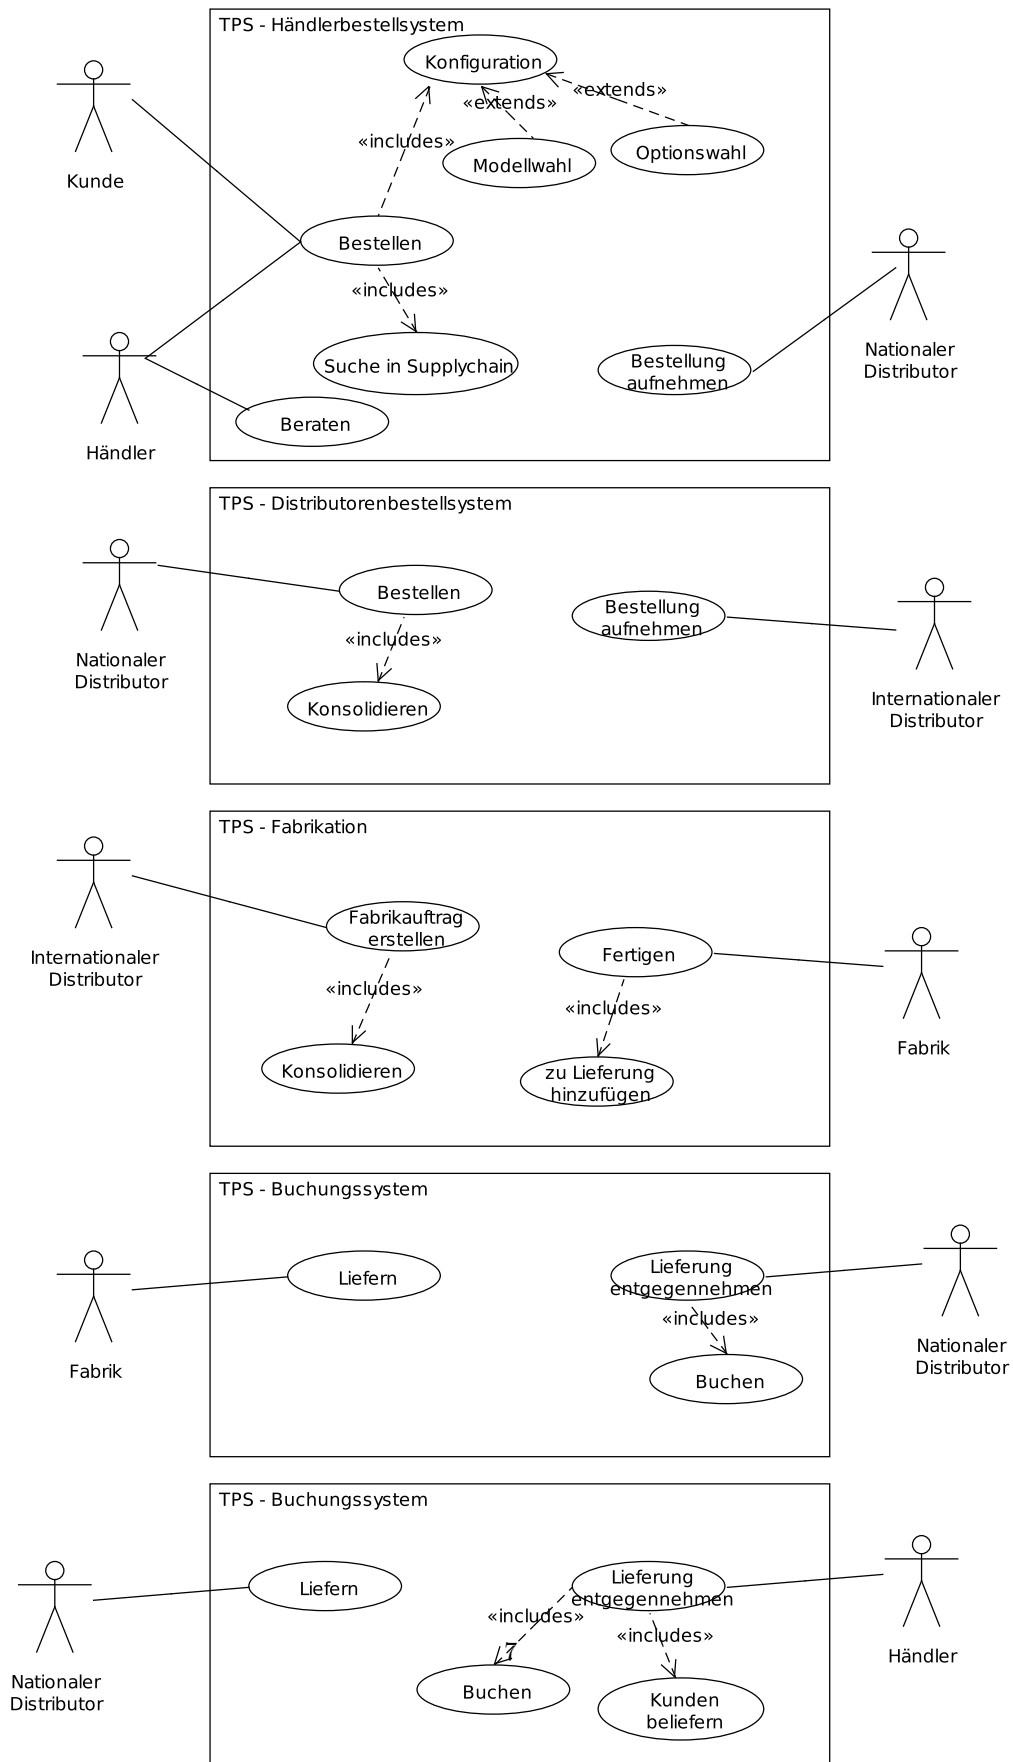 TPS - Händlerbestellsystem
Konfiguration
«extends»
«extends»
«includes»
Modellwahl
Optionswahl
Kunde
Bestellen
«includes»
Suche in Supplychain
Bestellung
aufnehmen
Nationaler
Distributor
Beraten
Händler
TPS - Distributorenbestellsystem
Bestellen
Bestellung
aufnehmen
«includes»
Nationaler
Distributor
Konsolidieren
Internationaler
Distributor
TPS - Fabrikation
Fabrikauftrag
erstellen
Fertigen
Internationaler
Distributor
«includes»
«includes»
Konsolidieren
zu Lieferung
hinzufügen
Fabrik
TPS - Buchungssystem
Liefern
Lieferung
entgegennehmen
«includes»
Fabrik
Buchen
Nationaler
Distributor
TPS - Buchungssystem
Liefern
Lieferung
entgegennehmen
«includes»
«includes»
7
Händler
Nationaler
Distributor
Buchen
Kunden
beliefern